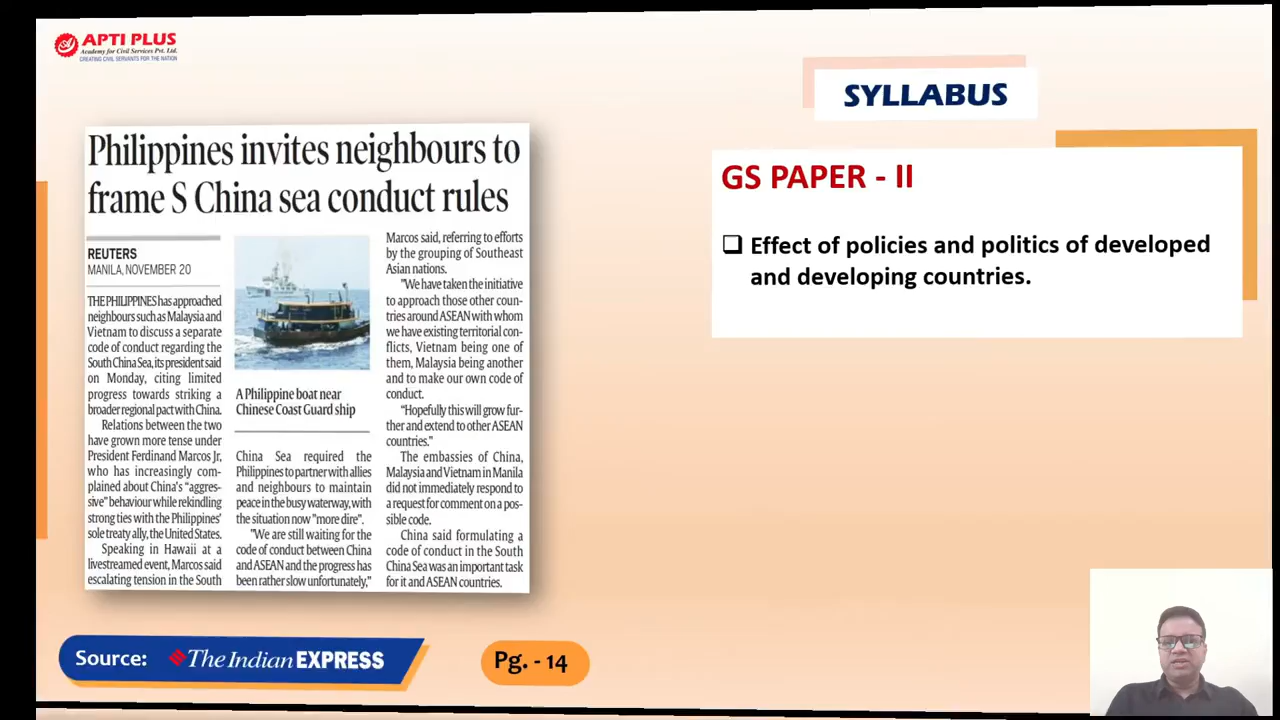 APTI PLUS
Academy for Civil Services Pvt. Ltd.
CREATING CIVIL SERVANTS FOR THE NATION
Philippines invites neighbours to
frame S China sea conduct rules
REUTERS
MANILA, NOVEMBER 20
THE PHILIPPINES has approached
neighbours such as Malaysia and
Vietnam to discuss a separate
code of conduct regarding the
South China Sea, its president said
on Monday, citing limited
progress towards striking a
broader regional pact with China.
Relations between the two
have grown more tense under
President Ferdinand Marcos Jr,
who has increasingly com-
plained about China's "aggres-
sive" behaviour while rekindling
strong ties with the Philippines'
sole treaty ally, the United States.
Speaking in Hawaii at a
livestreamed event, Marcos said
escalating tension in the South
A Philippine boat near
Chinese Coast Guard ship
China Sea required the
Philippines to partner with allies
and neighbours to maintain
peace in the busy waterway, with
the situation now "more dire".
"We are still waiting for the
code of conduct between China
and ASEAN and the progress has
been rather slow unfortunately,"
Marcos said, referring to efforts
by the grouping of Southeast
Asian nations.
"We have taken the initiative
to approach those other coun-
tries around ASEAN with whom
we have existing territorial con-
flicts, Vietnam being one of
them, Malaysia being another
and to make our own code of
conduct.
"Hopefully this will grow fur-
ther and extend to other ASEAN
countries."
The embassies of China,
Malaysia and Vietnam in Manila
did not immediately respond to
a request for comment on a pos-
sible code.
China said formulating a
code of conduct in the South
China Sea was an important task
for it and ASEAN countries.
SYLLABUS
GS PAPER - II
Effect of policies and politics of developed
and developing countries.
Source: The Indian EXPRESS
Pg. - 14